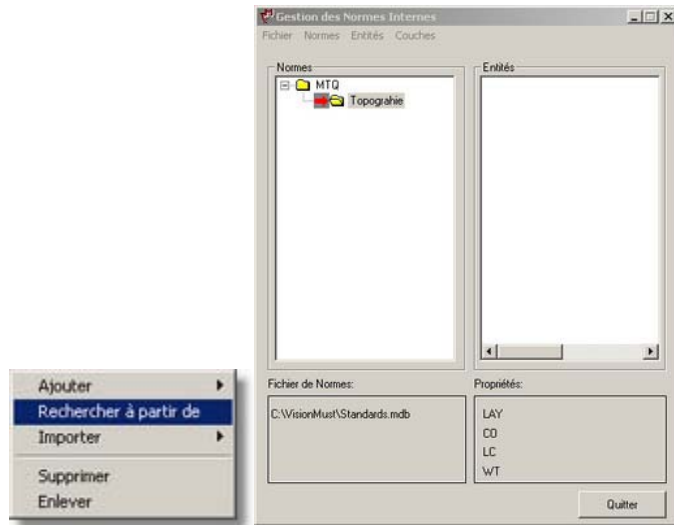 Gestion des Normes Internes
Fichier Normes Entités Couches
Normes
Entités
MTQ
Topograhie
Ajouter
Rechercher à partir de
Importer
Supprimer
Enlever
Fichier de Normes:
Propriétés:
C:\VisionMust\Standards.mdb
LAY
CO
LC
WT
Quitter